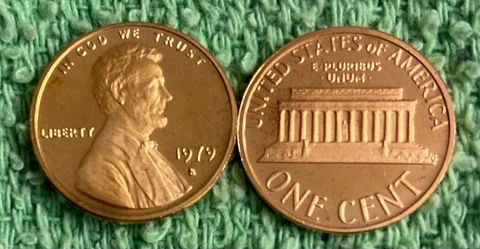 IN GOD WE TRUST
LIBERTY
1979
S
UNITED STATES OF AMERICA
E·PLURIBUS
UNUM
ONE CENT